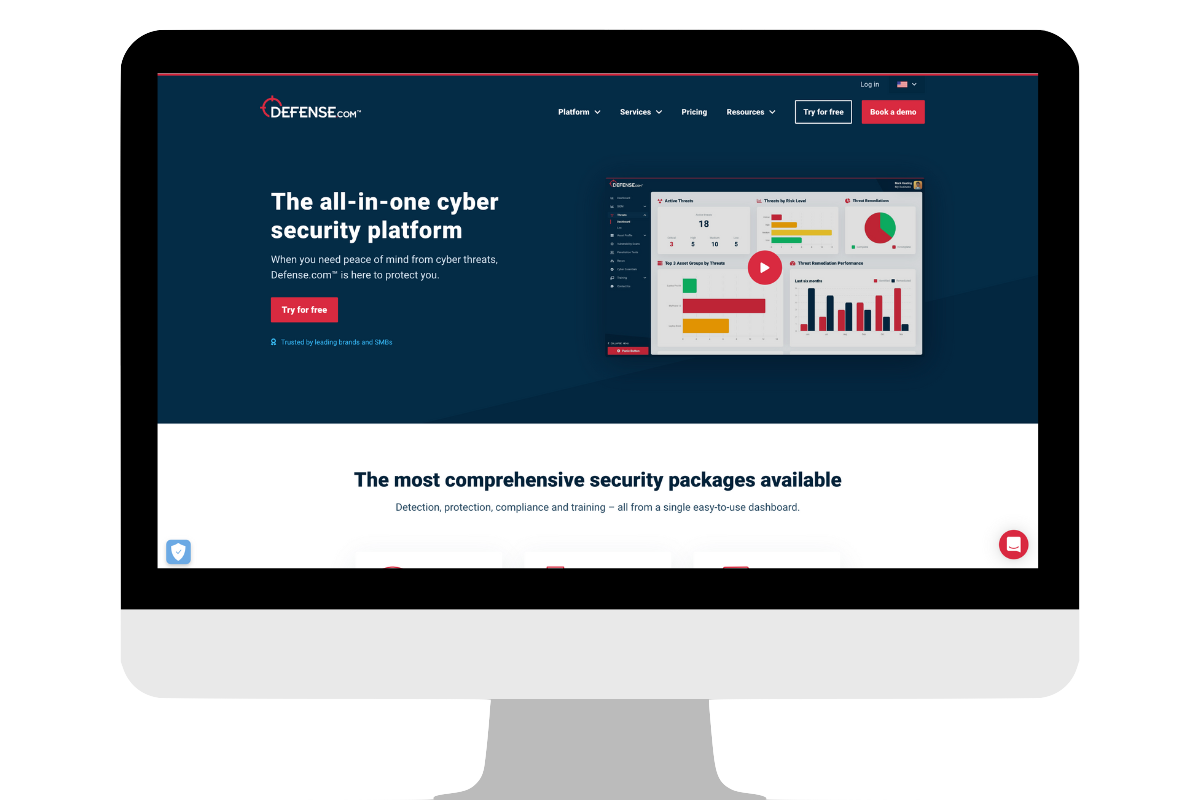 Log in
DEFENSE.COM™
Platform
Services
Pricing
Resources
Try for free
Book a demo
The all-in-one cyber
security platform
When you need peace of mind from cyber threats,
Defense.com™ is here to protect you.
Try for free
Trusted by leading brands and SMBs
DEFENSE.COM
Active Threats
18
3 5 10 5
Threats by Risk Level
Threat Remediations
Top 3 Asset Groups by Threats
Threat Remediation Performance
Last six months
The most comprehensive security packages available
Detection, protection, compliance and training – all from a single easy-to-use dashboard.